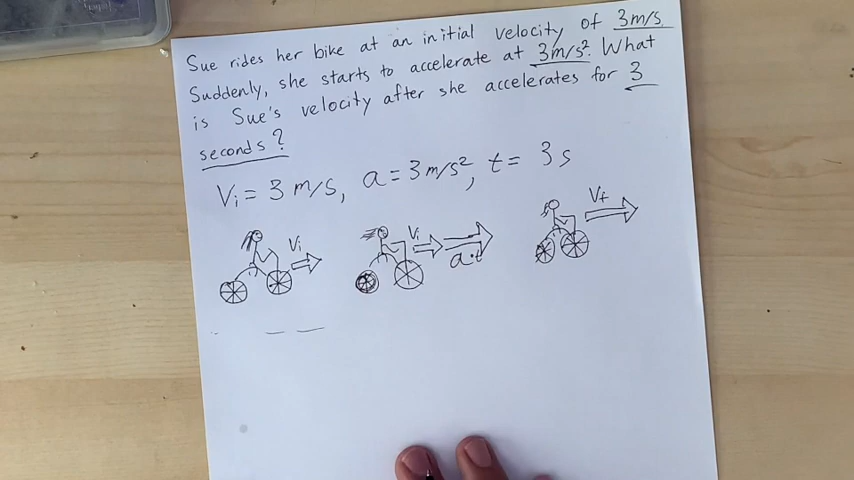 Sue rides her bike at an initial velocity of 3m/s
Suddenly, she starts to accelerate at 3m/s². What
is Sue's velocity after she accelerates for 3
seconds?
Vi = 3 m/s, a = 3 m/s², t = 3 s
Vi
Vi
a·t
Vf